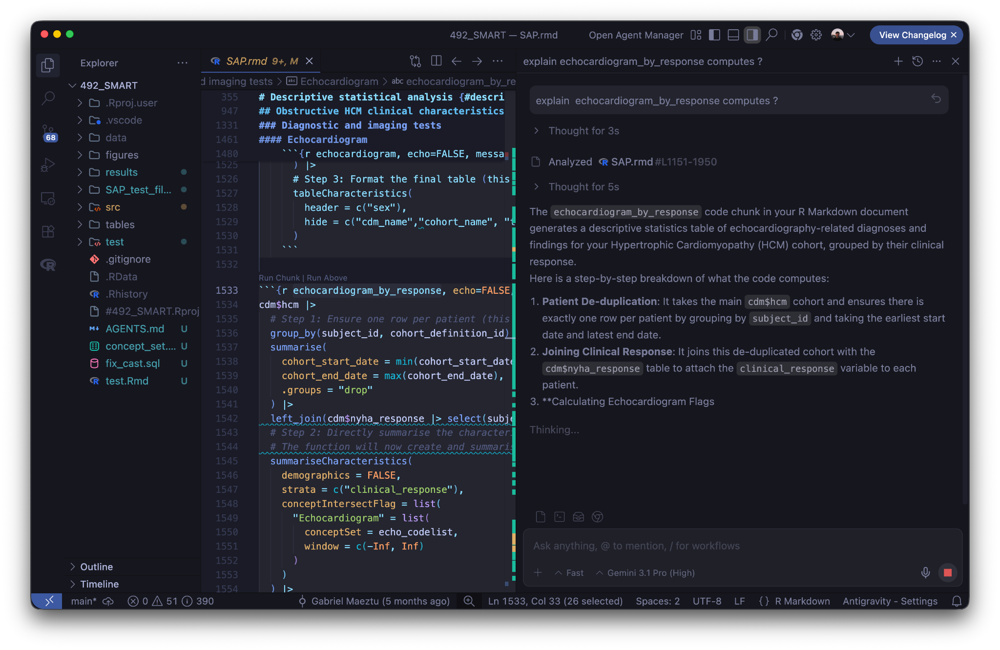 492_SMART — SAP.rmd
Open Agent Manager
View Changelog ×
Explorer
492_SMART
.Rproj.user
.vscode
data
figures
results
SAP_test_fil...
src
tables
test
.gitignore
.RData
.Rhistory
#492_SMART.Rproj
AGENTS.md U
concept_set.... U
fix_cast.sql U
test.Rmd U
Outline
Timeline
68
SAP.rmd 9+, M
d imaging tests > Echocardiogram > abc echocardiogram_by_re
355 # Descriptive statistical analysis {#descri
947 ## Obstructive HCM clinical characteristics
1331 ### Diagnostic and imaging tests
1461 #### Echocardiogram
1480 ```{r echocardiogram, echo=FALSE, messa
1525 ) |>
1526 # Step 3: Format the final table (this
1527 tableCharacteristics(
1528 header = c("sex"),
1529 hide = c("cdm_name","cohort_name", "t
1530 )
1531 ```
1532
Run Chunk | Run Above
1533 ```{r echocardiogram_by_response, echo=FALSE,
1534 cdm$hcm |>
1535 # Step 1: Ensure one row per patient (this
1536 group_by(subject_id, cohort_definition_id)
1537 summarise(
1538 cohort_start_date = min(cohort_start_date
1539 cohort_end_date = max(cohort_end_date),
1540 .groups = "drop"
1541 ) |>
1542 left_join(cdm$nyha_response |> select(subje
1543 # Step 2: Directly summarise the characteri
1544 # The function will now create and summaris
1545 summariseCharacteristics(
1546 demographics = FALSE,
1547 strata = c("clinical_response"),
1548 conceptIntersectFlag = list(
1549 "Echocardiogram" = list(
1550 conceptSet = echo_codelist,
1551 window = c(-Inf, Inf)
1552 )
1553 )
1554 ) |>
explain echocardiogram_by_response computes ?
explain  echocardiogram_by_response computes ?
Thought for 3s
Analyzed SAP.rmd#L1151-1950
Thought for 5s
The echocardiogram_by_response code chunk in your R Markdown document
generates a descriptive statistics table of echocardiography-related diagnoses and
findings for your Hypertrophic Cardiomyopathy (HCM) cohort, grouped by their clinical
response.
Here is a step-by-step breakdown of what the code computes:
1. Patient De-duplication: It takes the main cdm$hcm cohort and ensures there is
exactly one row per patient by grouping by subject_id and taking the earliest start
date and latest end date.
2. Joining Clinical Response: It joins this de-duplicated cohort with the
cdm$nyha_response table to attach the clinical_response variable to each
patient.
3. **Calculating Echocardiogram Flags
Thinking...
Ask anything, @ to mention, / for workflows
Fast
Gemini 3.1 Pro (High)
main* 0 51 390 Gabriel Maeztu (5 months ago) Ln 1533, Col 33 (26 selected) Spaces: 2 UTF-8 LF {} R Markdown Antigravity - Settings